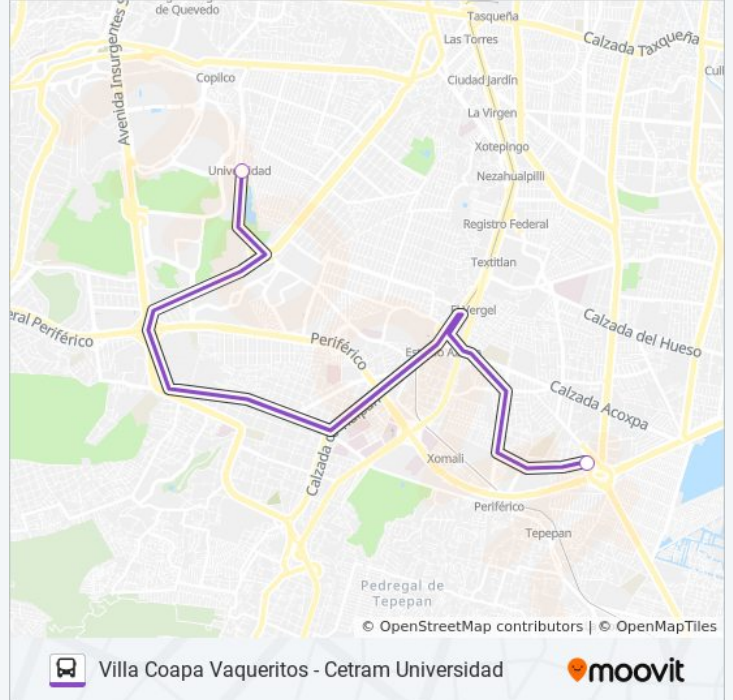 Tasqueña
de Quevedo
Las Torres
Calzada Taxqueña
Avenida Insurgentes S
Copilco
Ciudad Jardín
La Virgen
Xotepingo
Universidad
Nezahualpilli
Registro Federal
Textitlan
El Vergel
eral Periférico
Periférico
Calzada del Hueso
Calzada Acoxpa
Calzada
Xomali
Periférico
Tepepan
Pedregal de
Tepepan
© OpenStreetMap contributors | © OpenMapTiles
Villa Coapa Vaqueritos - Cetram Universidad
moovit